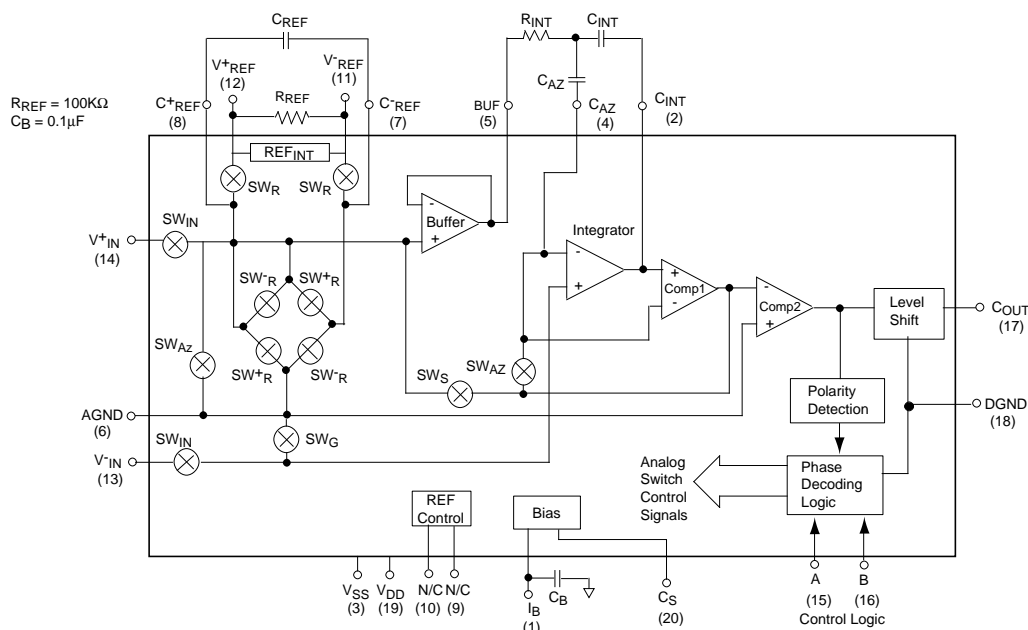 CREF
RINT
CINT
V+REF
(12)
V-REF
(11)
RREF = 100KΩ
CB = 0.1μF
C+REF
(8)
RREF
C-REF
(7)
BUF
(5)
CAZ
CAZ
(4)
CINT
(2)
REFINT
SWR
SWR
SWIN
V+IN
(14)
-
Buffer
+
Integrator
-
+
+
Comp1
-
-
Comp2
+
Level
Shift
COUT
(17)
SW-R
SW+R
SWAz
SW+R
SW-R
SWS
SWAZ
AGND
(6)
Polarity
Detection
DGND
(18)
SWIN
SWG
V-IN
(13)
Analog
Switch
Control
Signals
Phase
Decoding
Logic
REF
Control
Bias
VSS
(3)
VDD
(19)
N/C
(10)
N/C
(9)
IB
(1)
CB
CS
(20)
A
(15)
B
(16)
Control Logic